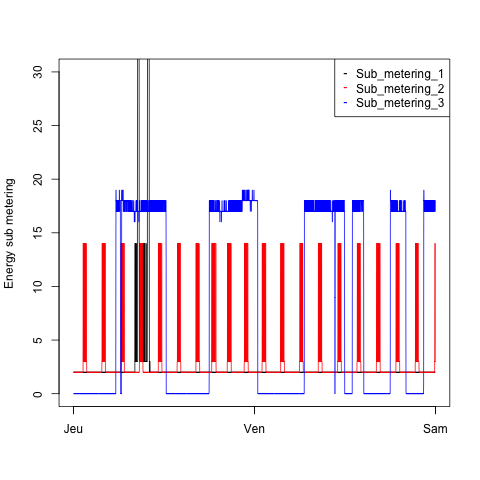 Sub_metering_1
Sub_metering_2
Sub_metering_3
Energy sub metering
30
25
20
15
10
5
0
Jeu Ven Sam